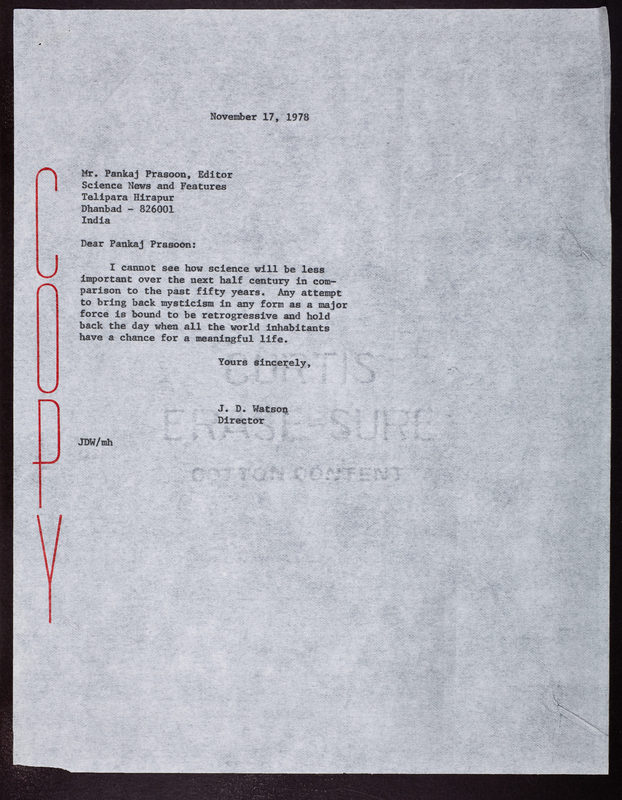 November 17, 1978
Mr. Pankaj Prasoon, Editor
Science News and Features
Telipara Hirapur
Dhanbad - 826001
India
Dear Pankaj Prasoon:
I cannot see how science will be less
important over the next half century in com-
parison to the past fifty years. Any attempt
to bring back mysticism in any form as a major
force is bound to be retrogressive and hold
back the day when all the world inhabitants
have a chance for a meaningful life.
Yours sincerely,
J. D. Watson
Director
JDW/mh
COPY
CURTIS
ERASE-SURE
COTTON CONTENT